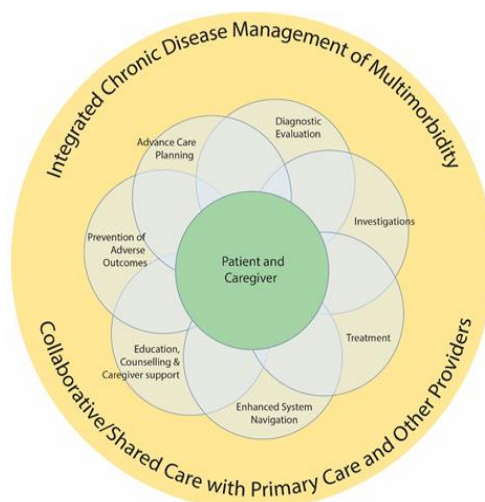 Integrated Chronic Disease Management of Multimorbidity
Diagnostic
Evaluation
Advance Care
Planning
Investigations
Prevention of
Adverse
Outcomes
Patient and
Caregiver
Treatment
Education,
Counselling &
Caregiver support
Enhanced System
Navigation
Collaborative/Shared Care with Primary Care and Other Providers